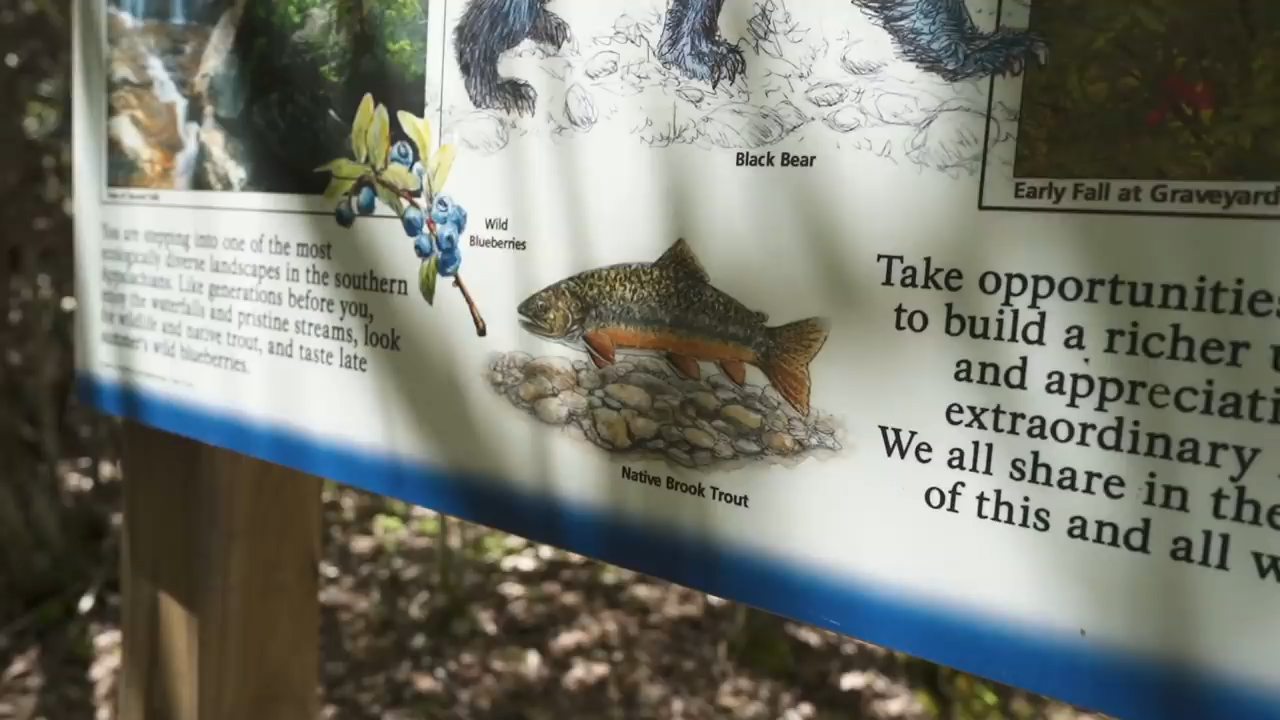 Black Bear
Early Fall at Graveyard
Wild
Blueberries
You are stepping into one of the most
ecologically diverse landscapes in the southern
Appalachians. Like generations before you,
enjoy the waterfalls and pristine streams, look
for wildlife and native trout, and taste late
summer's wild blueberries.
Native Brook Trout
Take opportunities
to build a richer
and appreciati
extraordinary
We all share in the
of this and all w